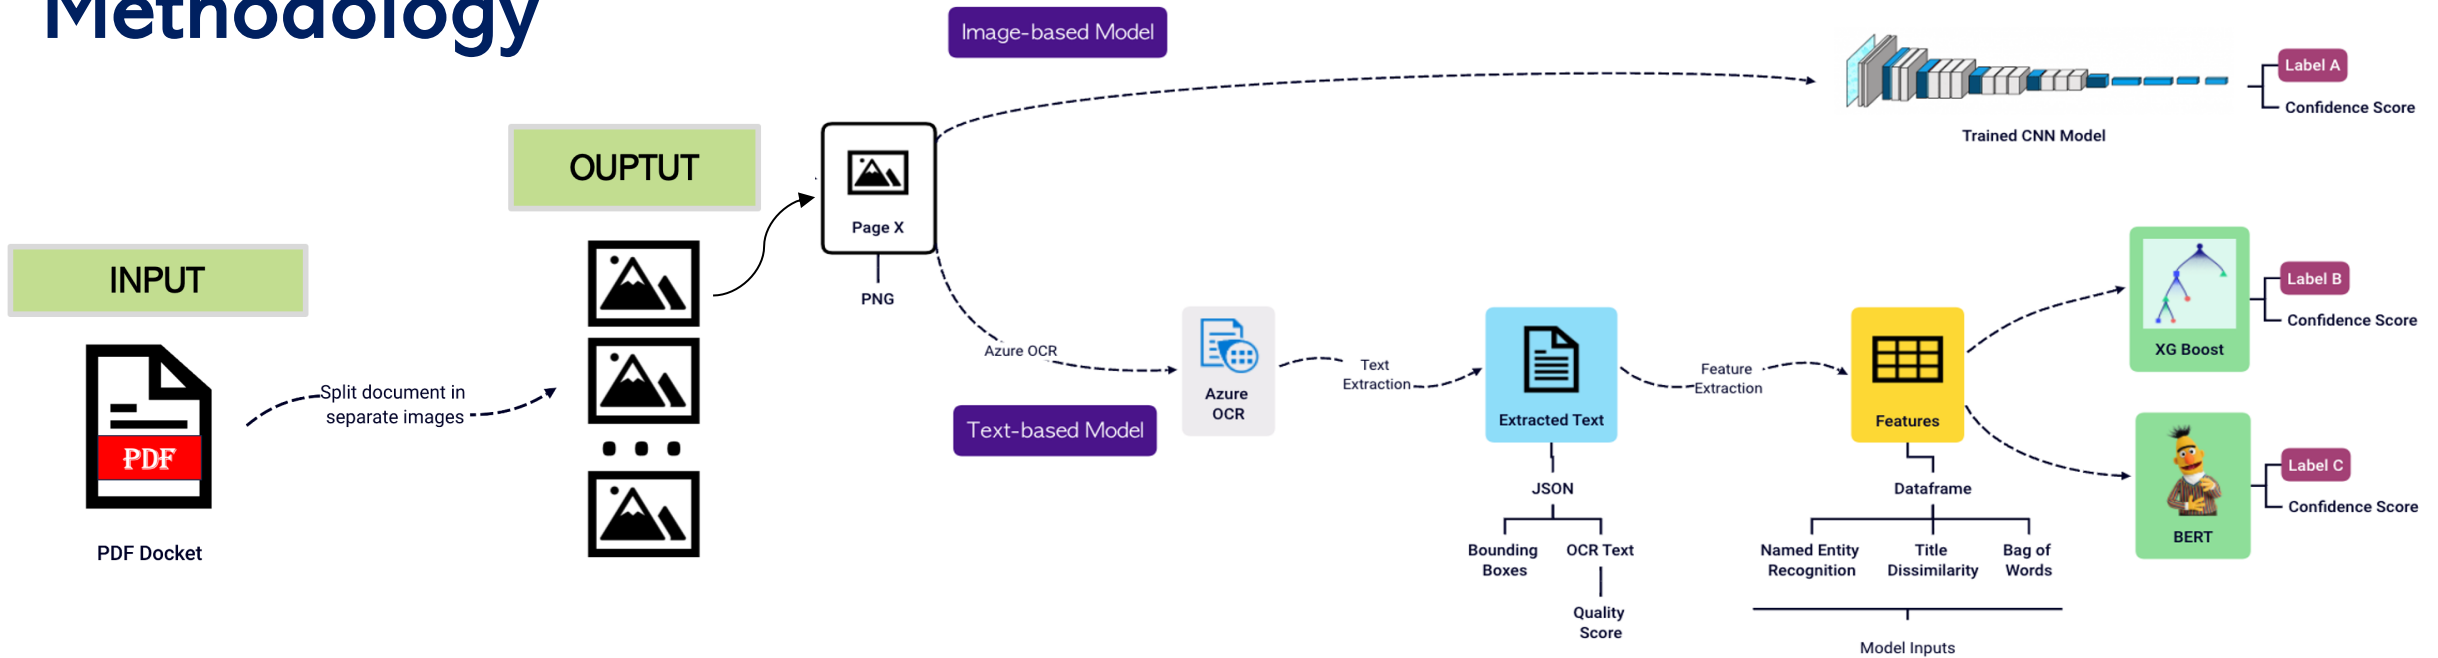 Methodology
INPUT
PDF
PDF Docket
Split document in
separate images
OUPTUT
Page X
PNG
Image-based Model
Trained CNN Model
Label A
Confidence Score
Azure OCR
Text-based Model
Azure
OCR
Text
Extraction
Extracted Text
JSON
Bounding
Boxes
OCR Text
Quality
Score
Feature
Extraction
Features
Dataframe
Named Entity
Recognition
Title
Dissimilarity
Bag of
Words
Model Inputs
XG Boost
Label B
Confidence Score
BERT
Label C
Confidence Score